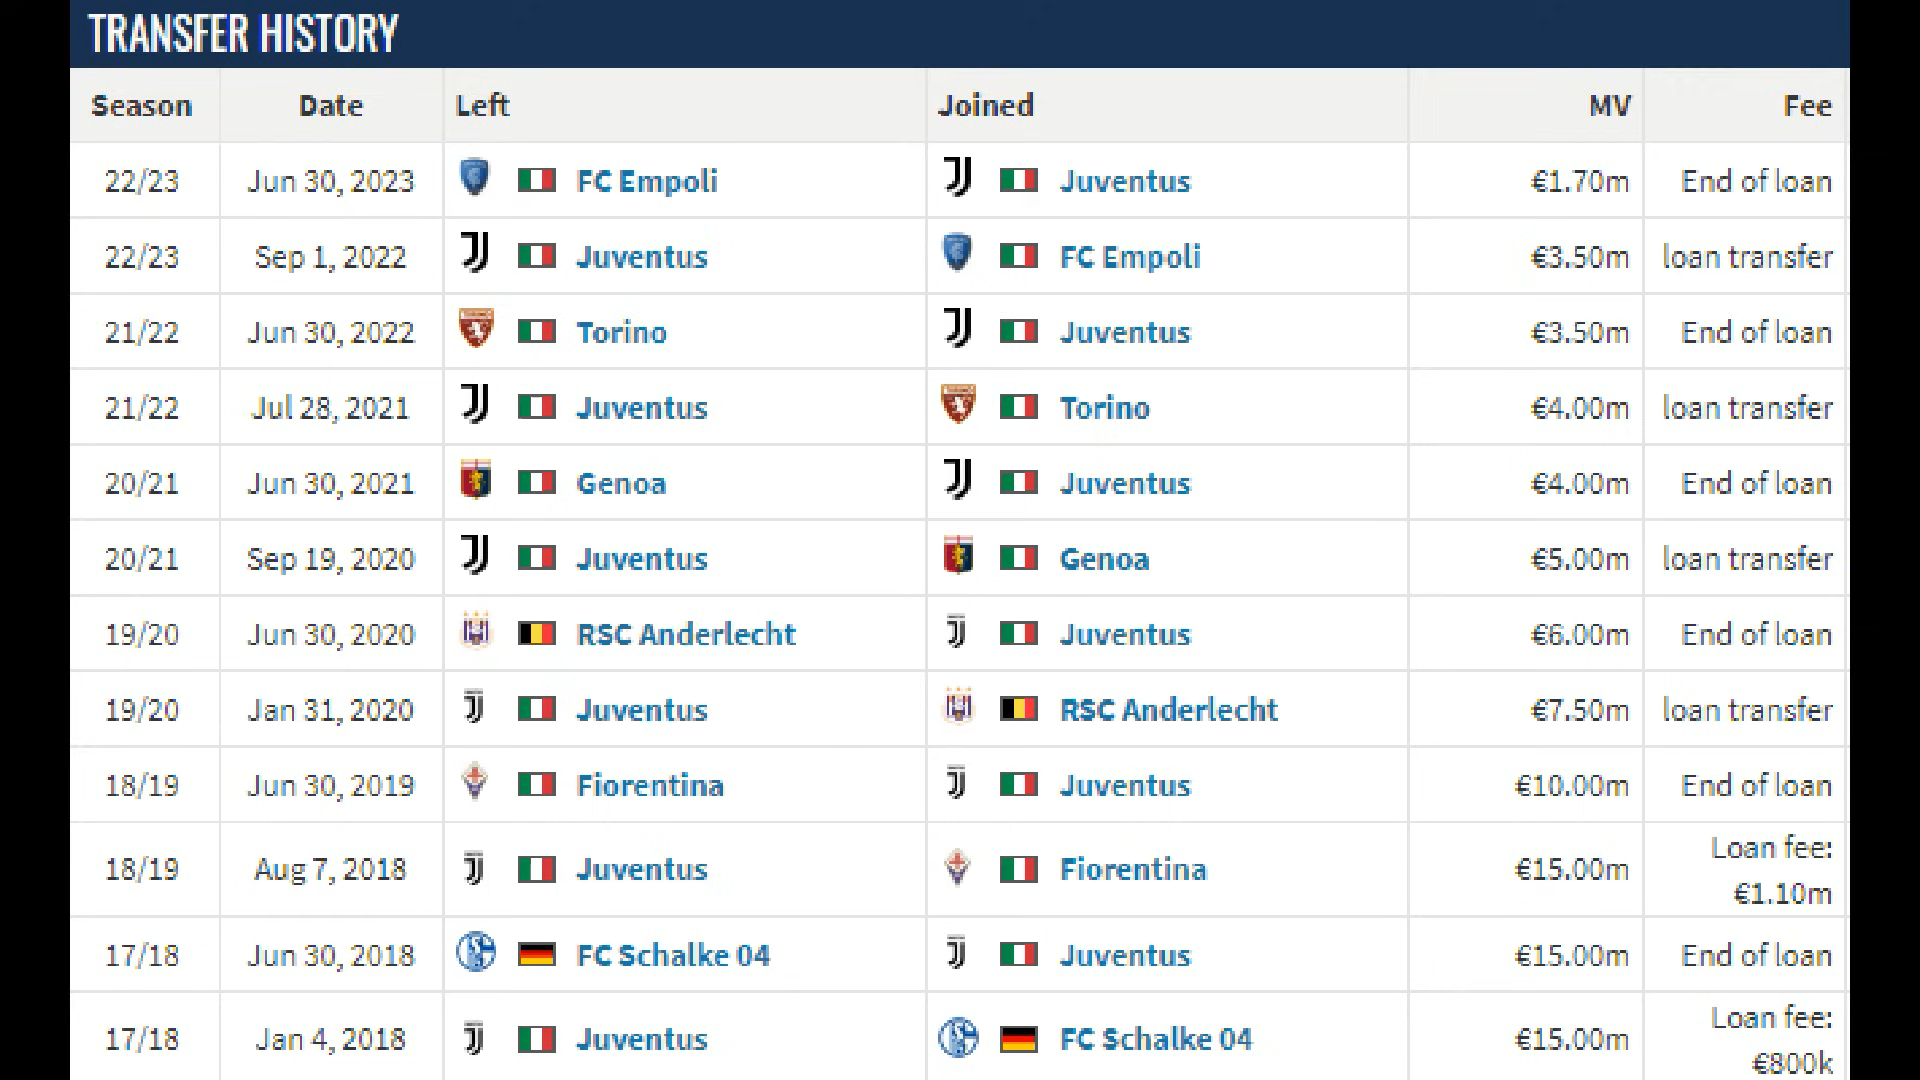 TRANSFER HISTORY
Season Date Left Joined MV Fee
22/23 Jun 30, 2023 FC Empoli Juventus €1.70m End of loan
22/23 Sep 1, 2022 Juventus FC Empoli €3.50m loan transfer
21/22 Jun 30, 2022 Torino Juventus €3.50m End of loan
21/22 Jul 28, 2021 Juventus Torino €4.00m loan transfer
20/21 Jun 30, 2021 Genoa Juventus €4.00m End of loan
20/21 Sep 19, 2020 Juventus Genoa €5.00m loan transfer
19/20 Jun 30, 2020 RSC Anderlecht Juventus €6.00m End of loan
19/20 Jan 31, 2020 Juventus RSC Anderlecht €7.50m loan transfer
18/19 Jun 30, 2019 Fiorentina Juventus €10.00m End of loan
18/19 Aug 7, 2018 Juventus Fiorentina €15.00m Loan fee:
€1.10m
17/18 Jun 30, 2018 FC Schalke 04 Juventus €15.00m End of loan
17/18 Jan 4, 2018 Juventus FC Schalke 04 €15.00m Loan fee:
€800k